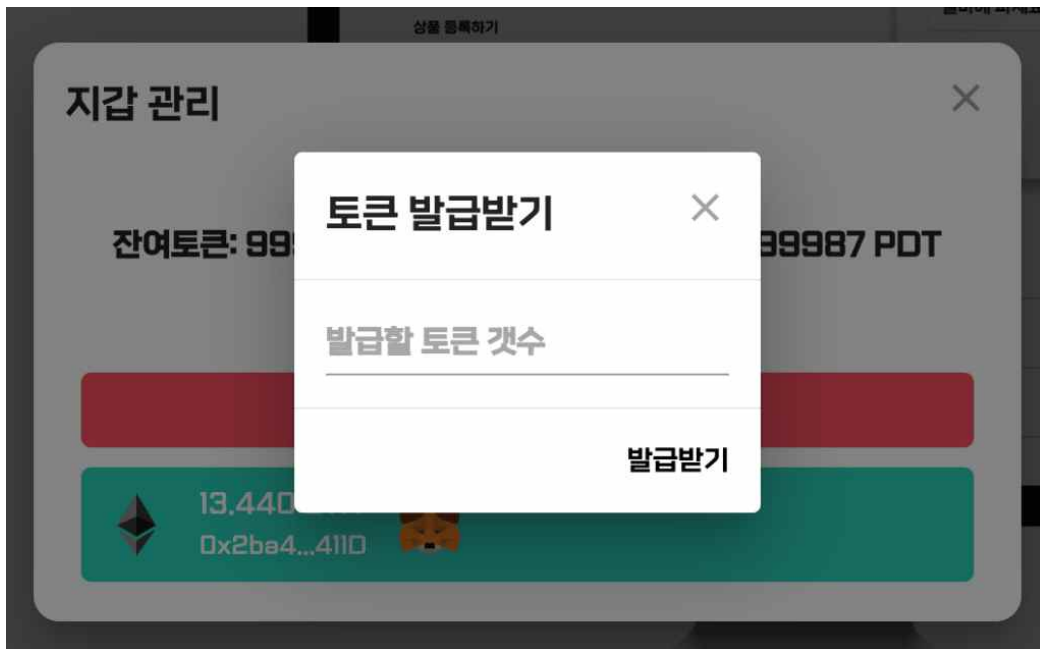 상품 등록하기
지갑 관리
토큰 발급받기
잔여토큰: 99 99987 PDT
발급할 토큰 갯수
발급받기
13.440
0x2ba4...411D